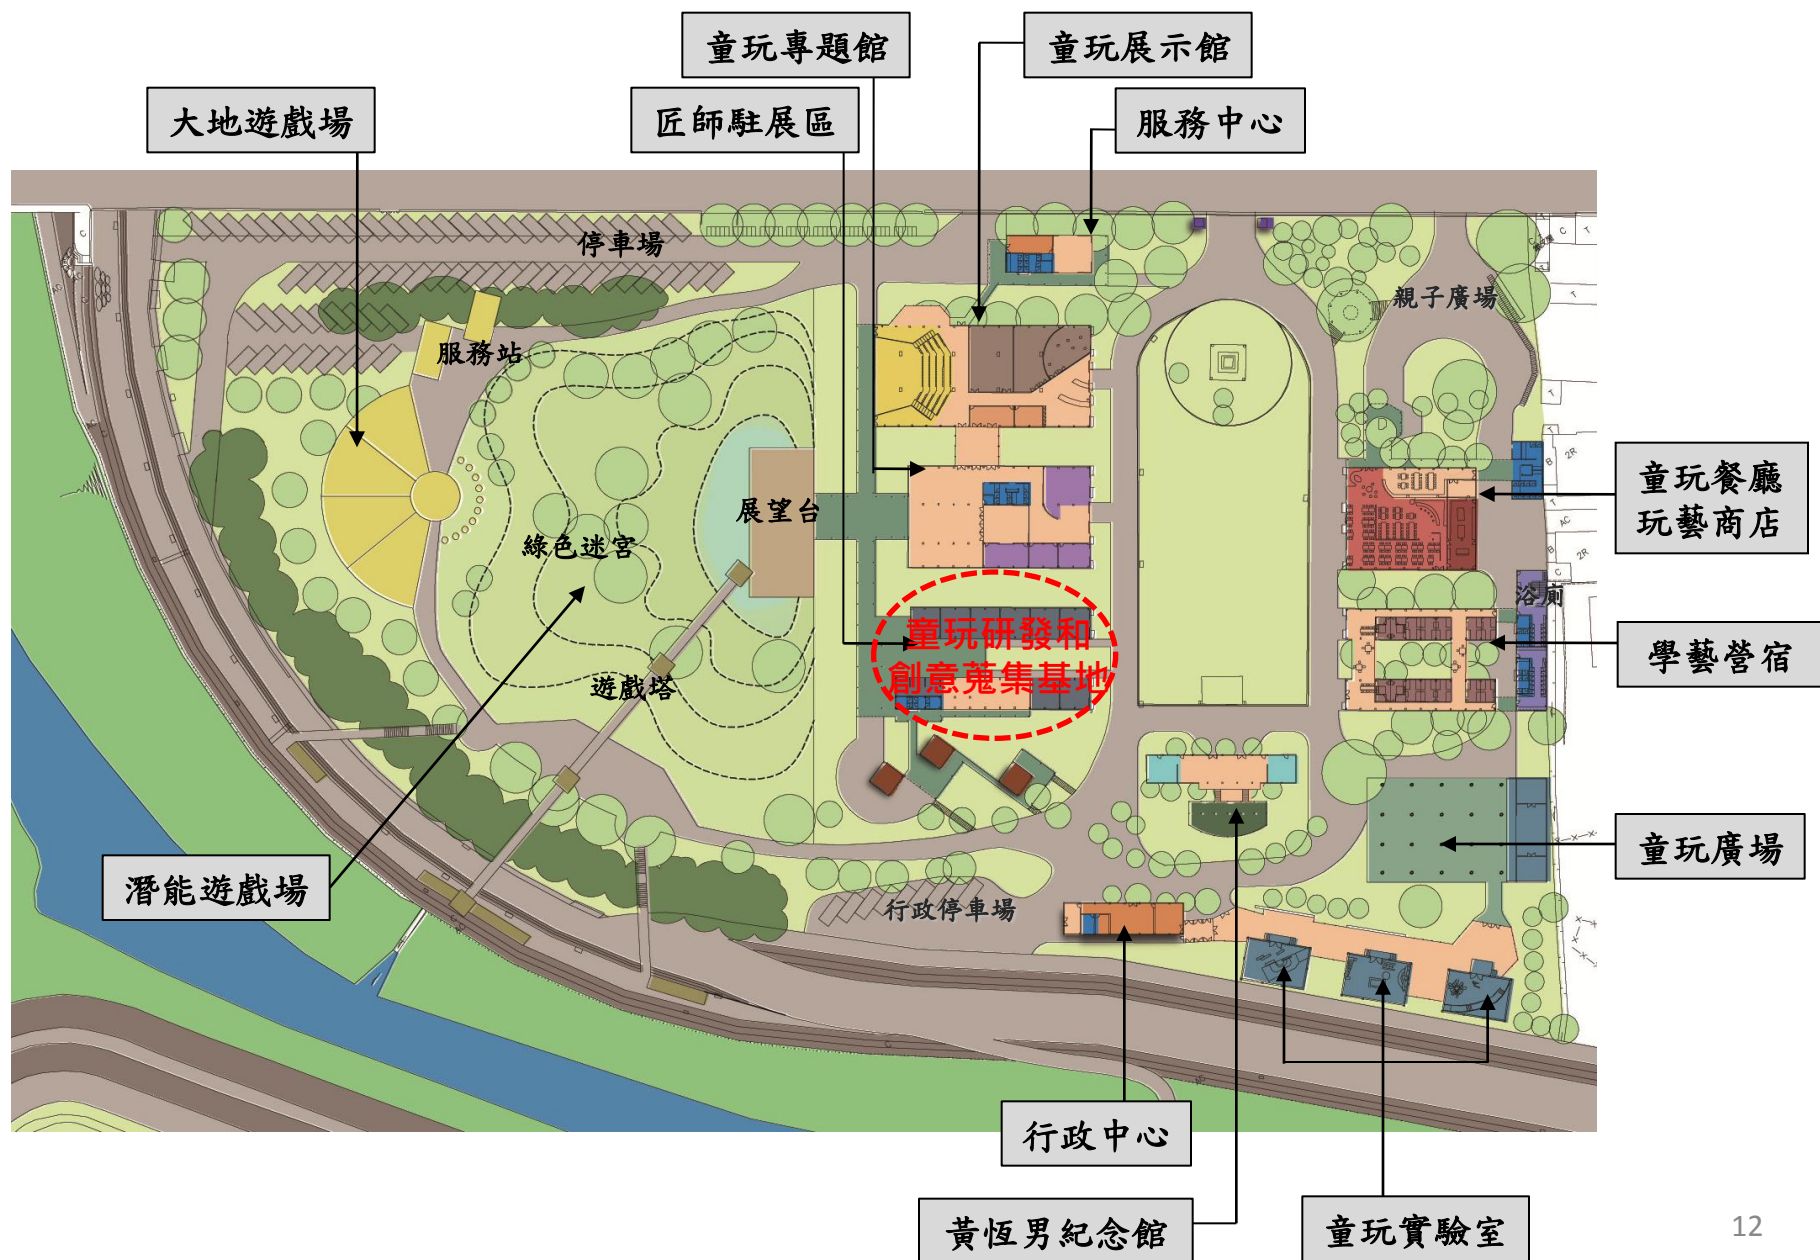 童玩專題館
童玩展示館
大地遊戲場
匠師駐展區
服務中心
停車場
親子廣場
服務站
童玩餐廳
玩藝商店
展望台
綠色迷宮
浴廁
童玩研發和
創意蒐集基地
學藝營宿
遊戲塔
童玩廣場
潛能遊戲場
行政停車場
行政中心
黃恆男紀念館
童玩實驗室
12